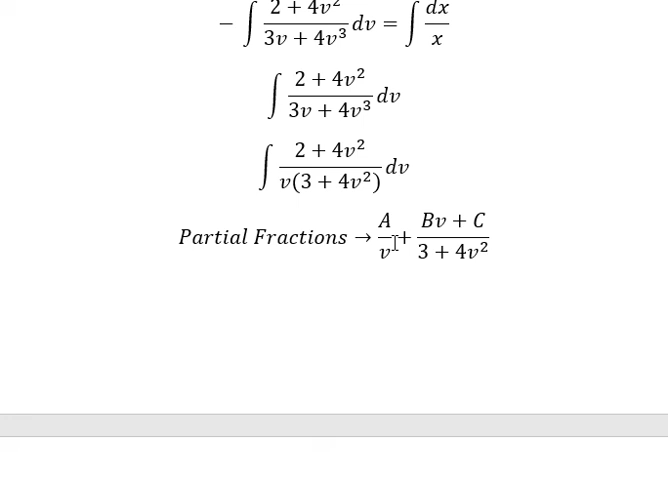 − ∫ (2 + 4v²)/(3v + 4v³) dv = ∫ dx/x
∫ (2 + 4v²)/(3v + 4v³) dv
∫ (2 + 4v²)/(v(3 + 4v²)) dv
Partial Fractions → A/v + (Bv + C)/(3 + 4v²)